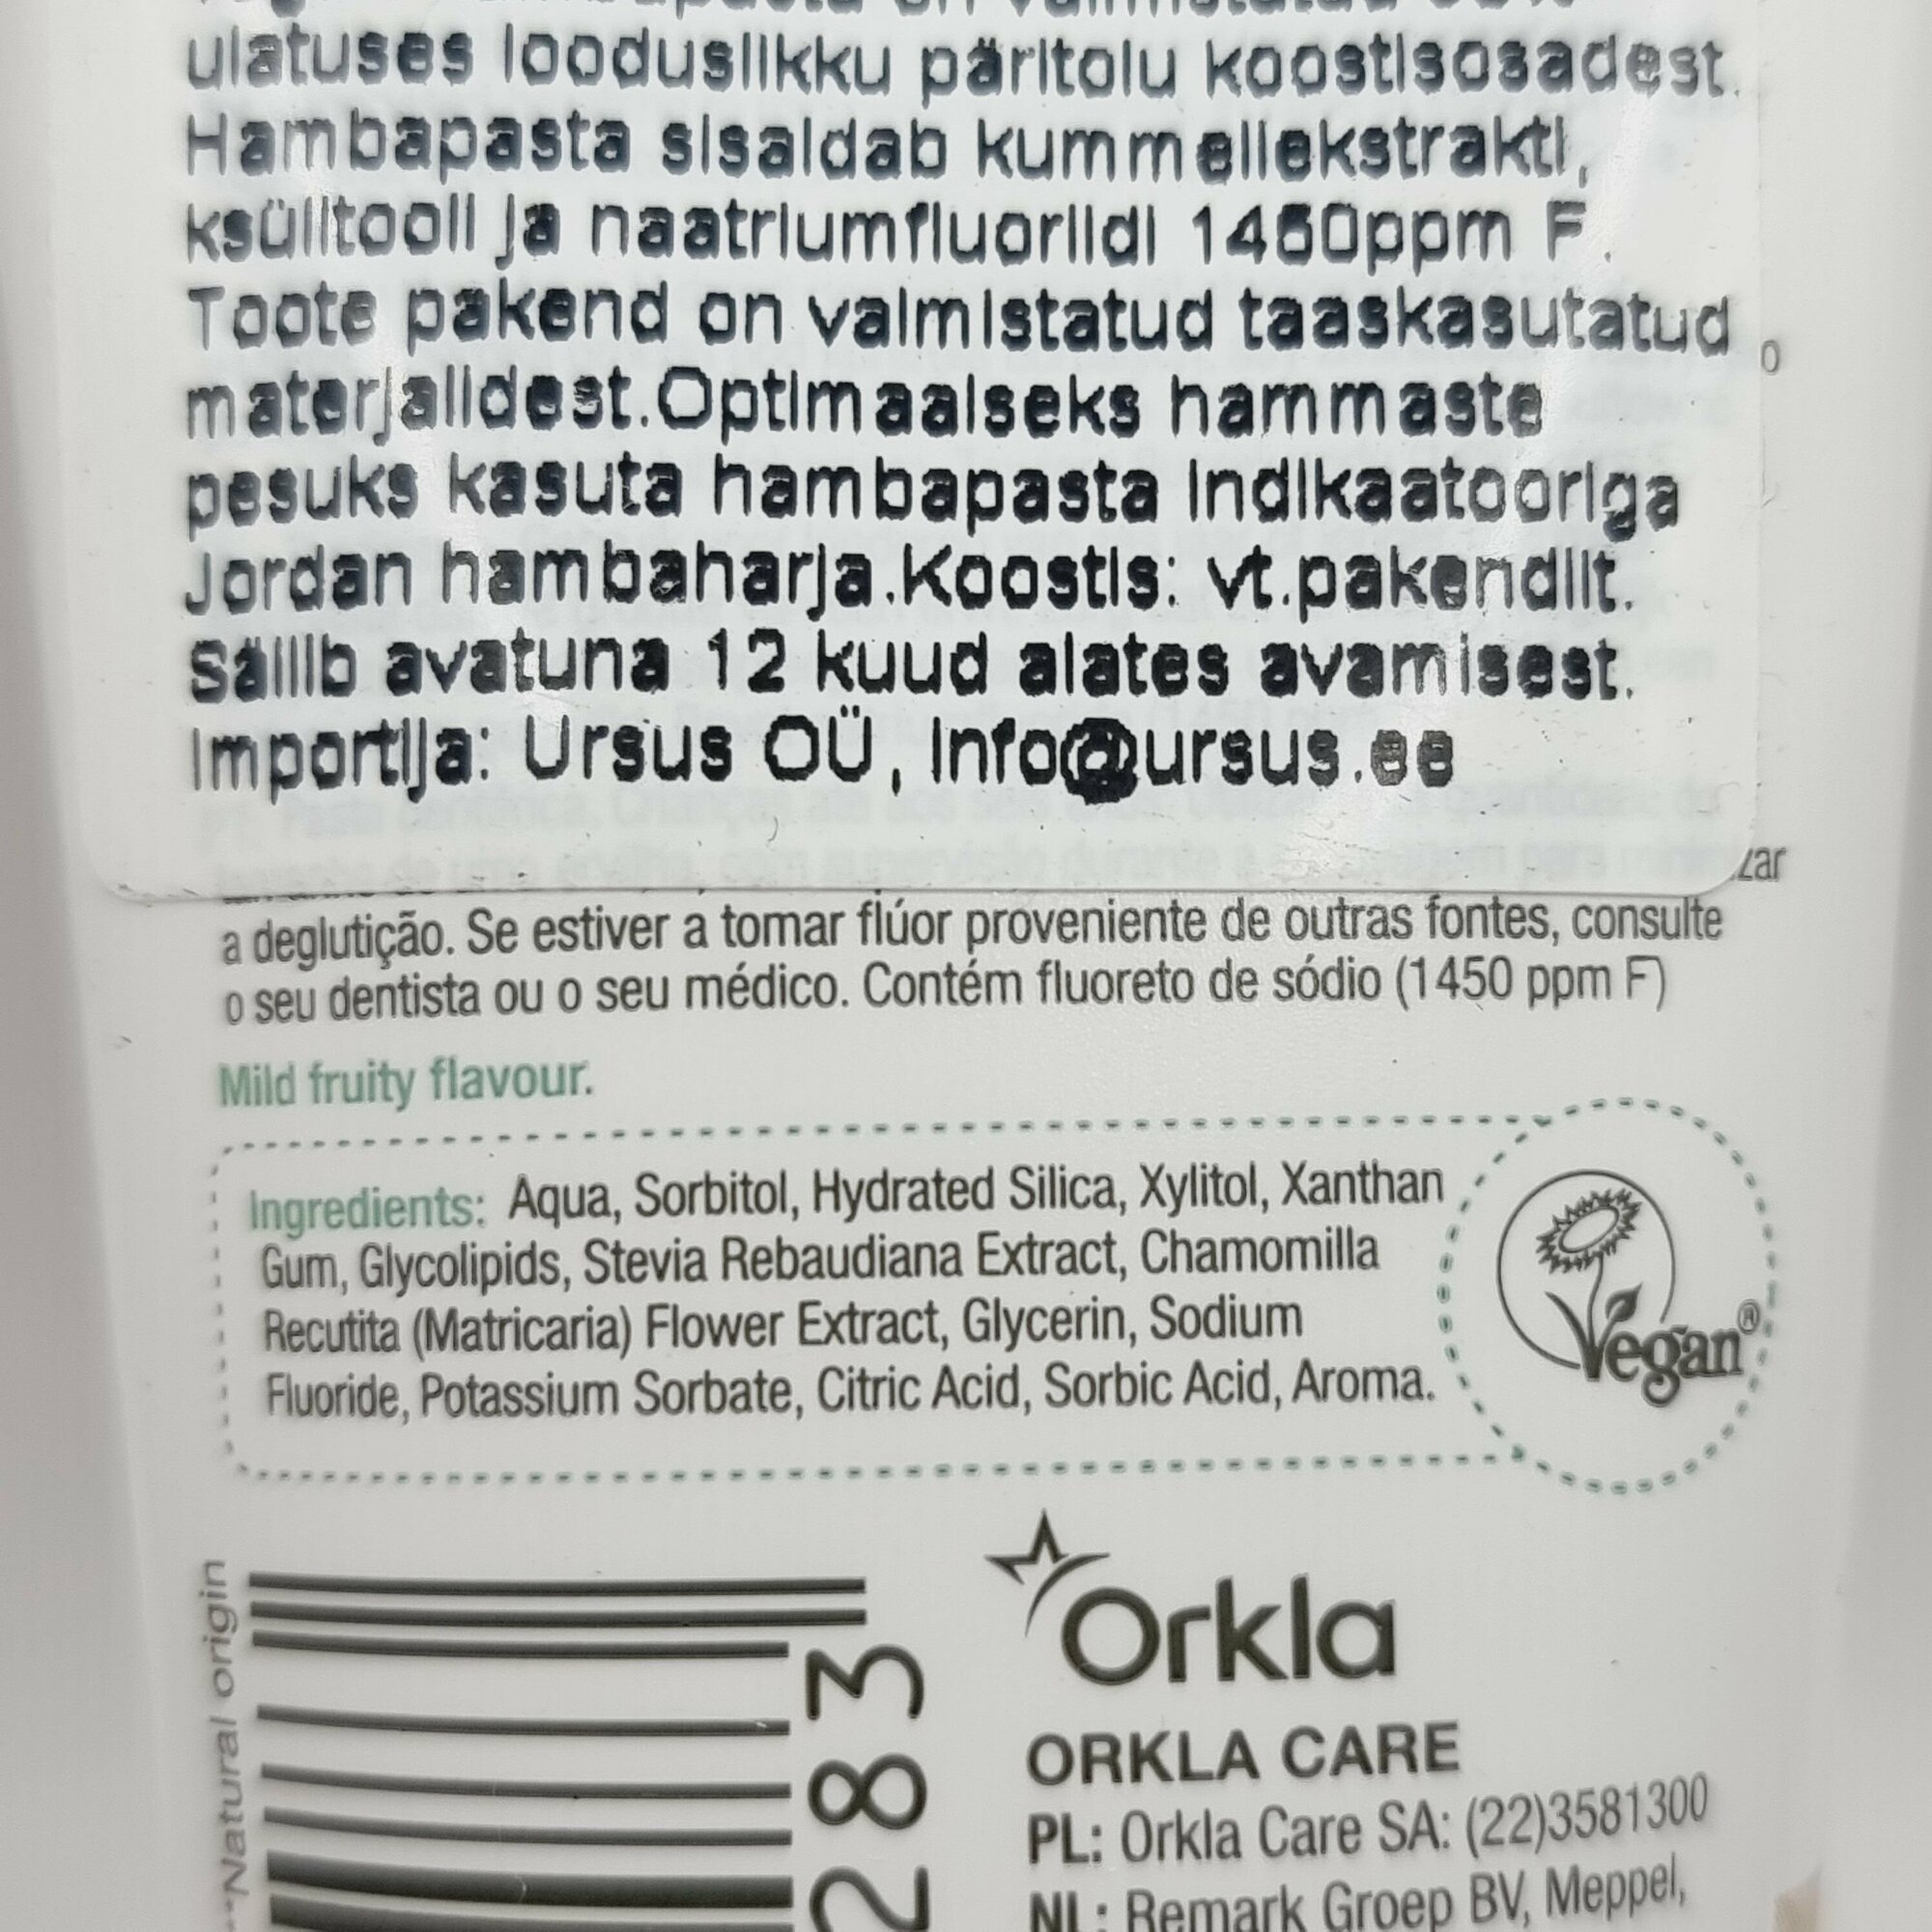 ulatuses looduslikku päritolu koostisosadest.
Hambapasta sisaldab kummeliekstrakti,
ksülitooli ja naatriumfluoriidi 1450ppm F.
Toote pakend on valmistatud taaskasutatud
materjalidest.Optimaalseks hammaste
pesuks kasuta hambapasta indikaatooriga
Jordan hambaharja.Koostis: vt.pakendilt.
Säilib avatuna 12 kuud alates avamisest.
Importija: Ursus OÜ, info@ursus.ee
a deglutição. Se estiver a tomar flúor proveniente de outras fontes, consulte
o seu dentista ou o seu médico. Contém fluoreto de sódio (1450 ppm F)
Mild fruity flavour.
Ingredients: Aqua, Sorbitol, Hydrated Silica, Xylitol, Xanthan
Gum, Glycolipids, Stevia Rebaudiana Extract, Chamomilla
Recutita (Matricaria) Flower Extract, Glycerin, Sodium
Fluoride, Potassium Sorbate, Citric Acid, Sorbic Acid, Aroma.
Vegan®
**Natural origin
283
Orkla
ORKLA CARE
PL: Orkla Care SA: (22)3581300
NL: Remark Groep BV, Meppel,